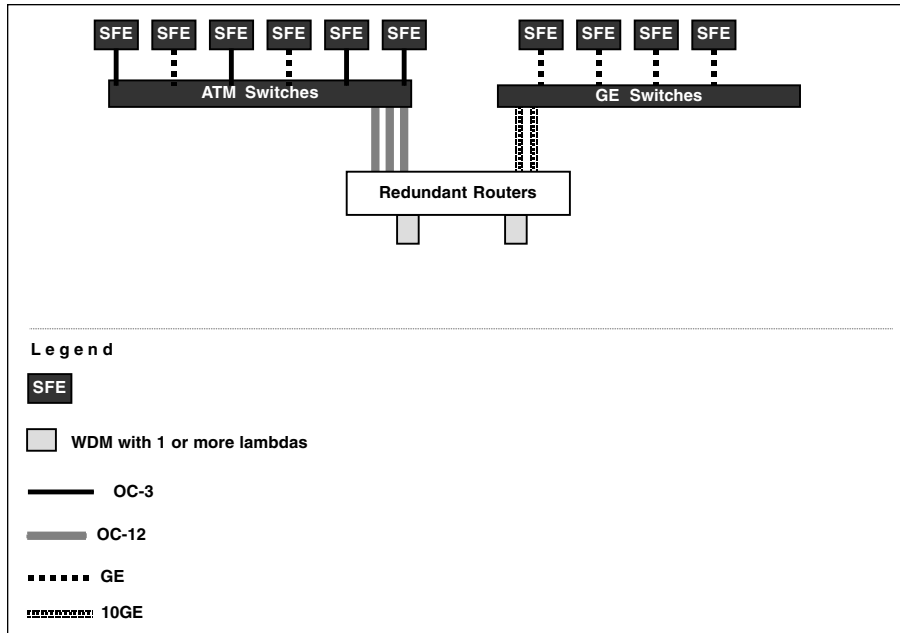 SFE SFE SFE SFE SFE SFE SFE SFE SFE SFE
ATM Switches
GE Switches
Redundant Routers
Legend
SFE
WDM with 1 or more lambdas
OC-3
OC-12
GE
10GE